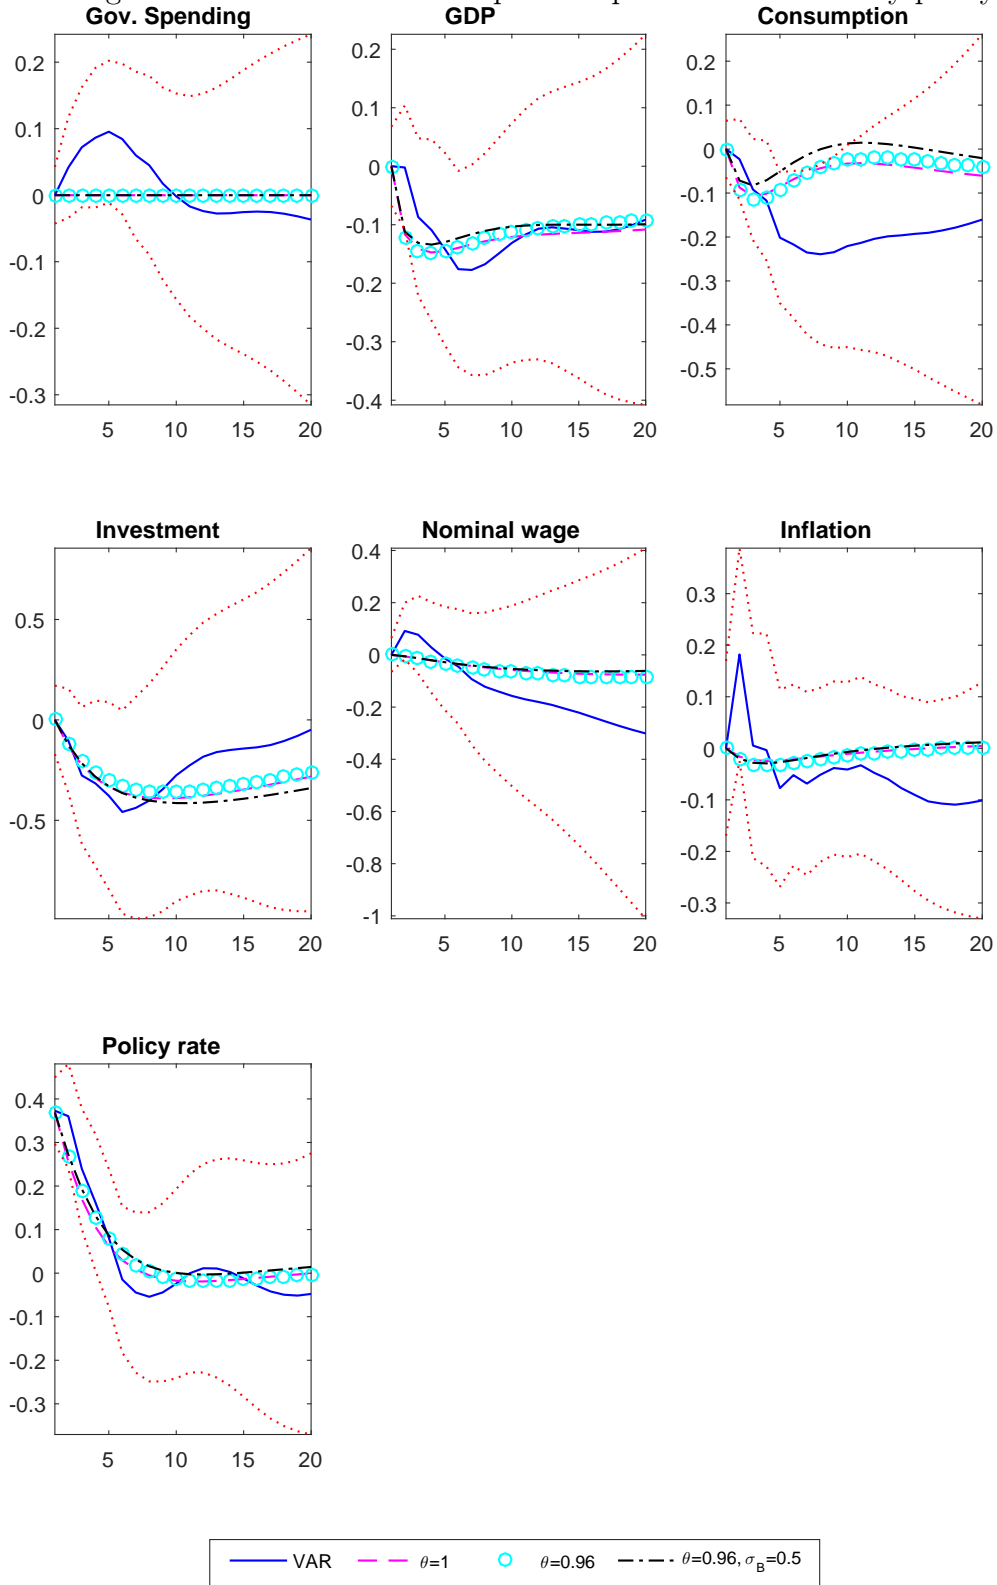 Gov. Spending GDP Consumption
0.2 0.2 0.2
0.1 0.1 0.1
0 0 0
-0.1 -0.1 -0.1
-0.2 -0.2 -0.2
-0.3 -0.3 -0.3
-0.4 -0.4
-0.5
5 10 15 20 5 10 15 20 5 10 15 20
Investment Nominal wage Inflation
0.5 0.4 0.3
0 0.2 0.2
-0.5 0 0.1
-0.2 0
-0.4 -0.1
-0.6 -0.2
-0.8 -0.3
-1
5 10 15 20 5 10 15 20 5 10 15 20
Policy rate
0.4
0.3
0.2
0.1
0
-0.1
-0.2
-0.3
5 10 15 20
VAR θ=1 θ=0.96 θ=0.96, σ_B=0.5